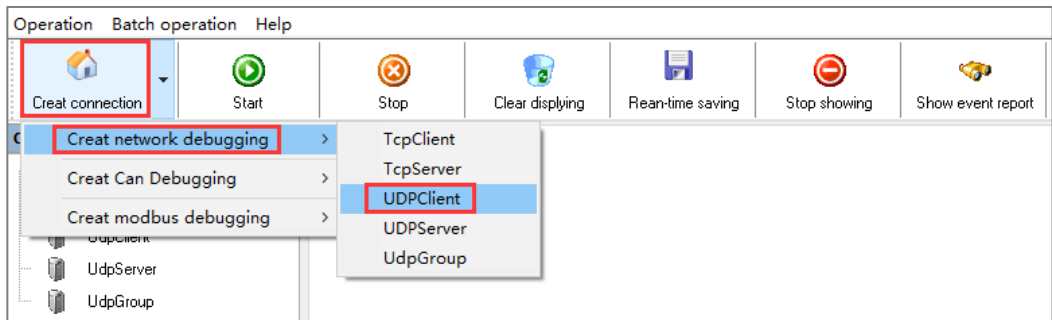 Operation Batch operation Help
Creat connection Start Stop Clear displying Rean-time saving Stop showing Show event report
Creat network debugging
Creat Can Debugging
Creat modbus debugging
TcpClient
TcpServer
UDPClient
UDPServer
UdpGroup
UdpClient
UdpServer
UdpGroup